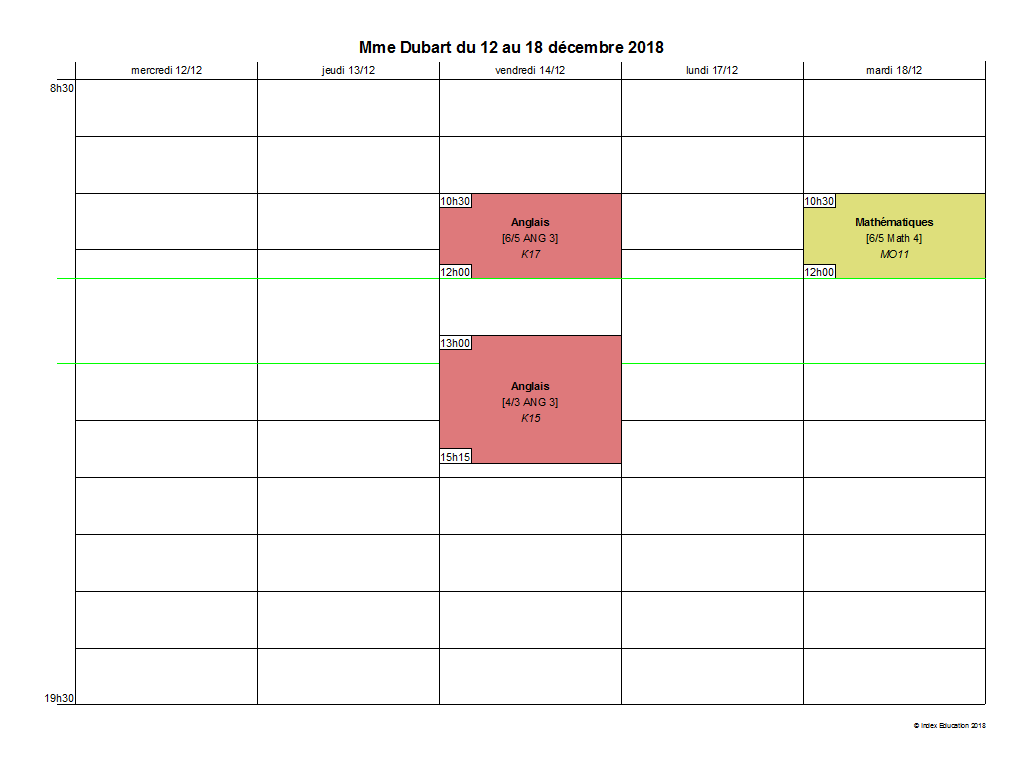 Mme Dubart du 12 au 18 décembre 2018
mercredi 12/12
jeudi 13/12
vendredi 14/12
lundi 17/12
mardi 18/12
8h30
10h30
Anglais
[6/5 ANG 3]
K17
12h00
10h30
Mathématiques
[6/5 Math 4]
MO11
12h00
13h00
Anglais
[4/3 ANG 3]
K15
15h15
19h30
© Index Education 2018